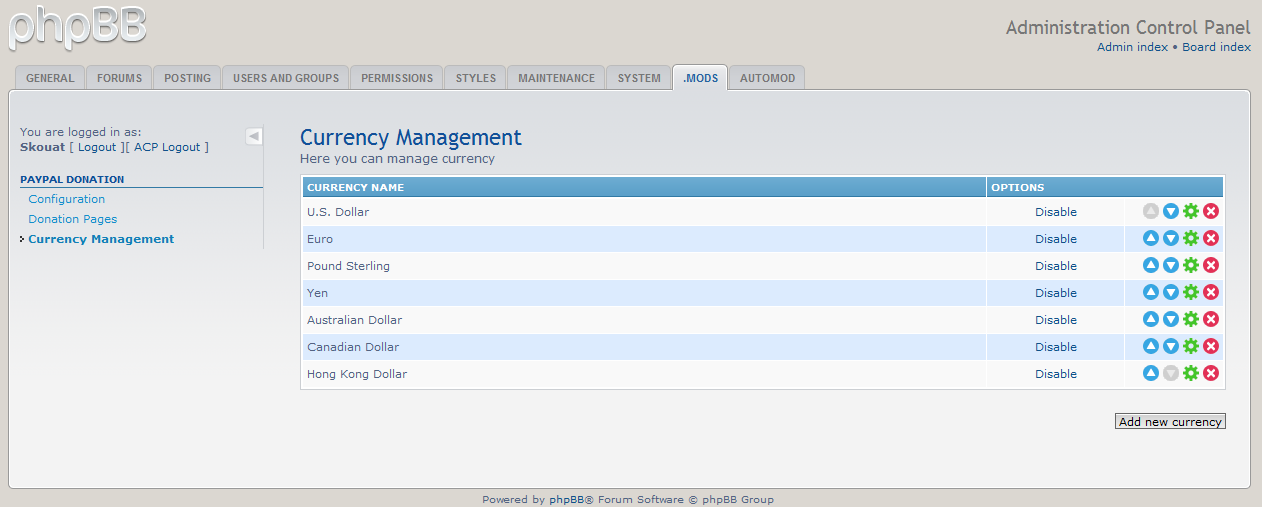 phpBB
Administration Control Panel
Admin index • Board index
GENERAL FORUMS POSTING USERS AND GROUPS PERMISSIONS STYLES MAINTENANCE SYSTEM .MODS AUTOMOD
You are logged in as:
Skouat [ Logout ][ ACP Logout ]
PAYPAL DONATION
Configuration
Donation Pages
Currency Management
Currency Management
Here you can manage currency
CURRENCY NAME OPTIONS
U.S. Dollar Disable
Euro Disable
Pound Sterling Disable
Yen Disable
Australian Dollar Disable
Canadian Dollar Disable
Hong Kong Dollar Disable
Add new currency
Powered by phpBB® Forum Software © phpBB Group